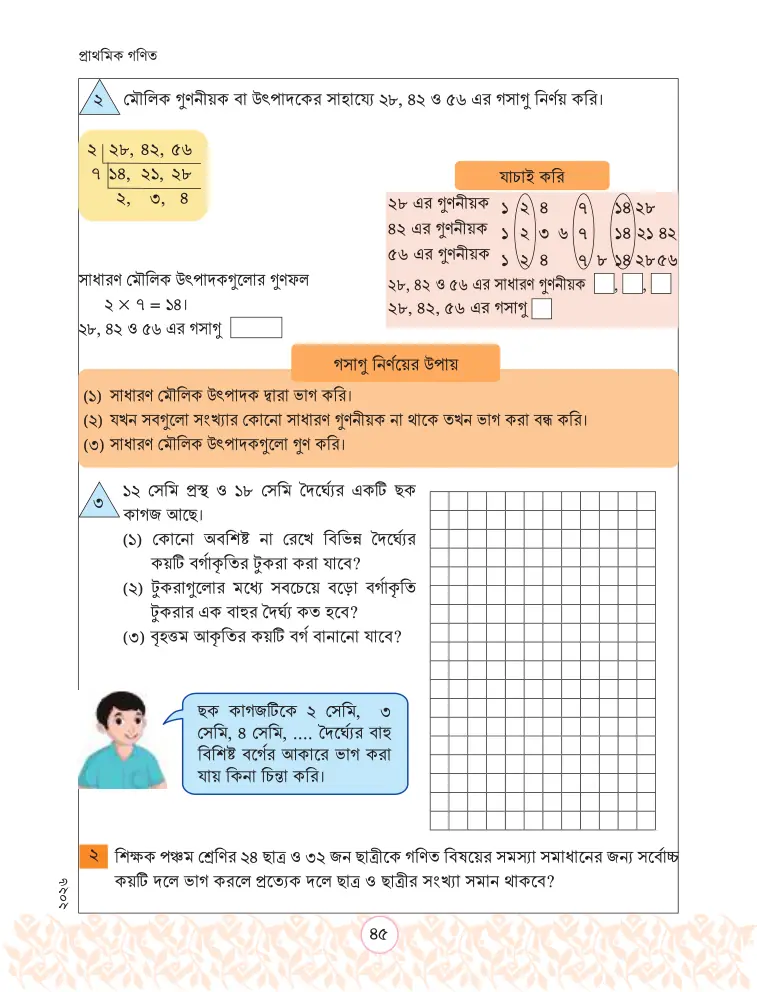 প্রাথমিক গণিত
২ মৌলিক গুণনীয়ক বা উৎপাদকের সাহায্যে ২৮, ৪২ ও ৫৬ এর গসাগু নির্ণয় করি।
২ ২৮, ৪২, ৫৬
৭ ১৪, ২১, ২৮
২, ৩, ৪
সাধারণ মৌলিক উৎপাদকগুলোর গুণফল
২ × ৭ = ১৪।
২৮, ৪২ ও ৫৬ এর গসাগু
যাচাই করি
২৮ এর গুণনীয়ক ১ ২ ৪ ৭ ১৪ ২৮
৪২ এর গুণনীয়ক ১ ২ ৩ ৬ ৭ ১৪ ২১ ৪২
৫৬ এর গুণনীয়ক ১ ২ ৪ ৭ ৮ ১৪ ২৮ ৫৬
২৮, ৪২ ও ৫৬ এর সাধারণ গুণনীয়ক , ,
২৮, ৪২, ৫৬ এর গসাগু
গসাগু নির্ণয়ের উপায়
(১) সাধারণ মৌলিক উৎপাদক দ্বারা ভাগ করি।
(২) যখন সবগুলো সংখ্যার কোনো সাধারণ গুণনীয়ক না থাকে তখন ভাগ করা বন্ধ করি।
(৩) সাধারণ মৌলিক উৎপাদকগুলো গুণ করি।
৩ ১২ সেমি প্রস্থ ও ১৮ সেমি দৈর্ঘ্যের একটি ছক
কাগজ আছে।
(১) কোনো অবশিষ্ট না রেখে বিভিন্ন দৈর্ঘ্যের
কয়টি বর্গাকৃতির টুকরা করা যাবে?
(২) টুকরাগুলোর মধ্যে সবচেয়ে বড়ো বর্গাকৃতি
টুকরার এক বাহুর দৈর্ঘ্য কত হবে?
(৩) বৃহত্তম আকৃতির কয়টি বর্গ বানানো যাবে?
ছক কাগজটিকে ২ সেমি, ৩
সেমি, ৪ সেমি, .... দৈর্ঘ্যের বাহু
বিশিষ্ট বর্গের আকারে ভাগ করা
যায় কিনা চিন্তা করি।
২ শিক্ষক পঞ্চম শ্রেণির ২৪ ছাত্র ও ৩২ জন ছাত্রীকে গণিত বিষয়ের সমস্যা সমাধানের জন্য সর্বোচ্চ
কয়টি দলে ভাগ করলে প্রত্যেক দলে ছাত্র ও ছাত্রীর সংখ্যা সমান থাকবে?
২০২৬
৪৫